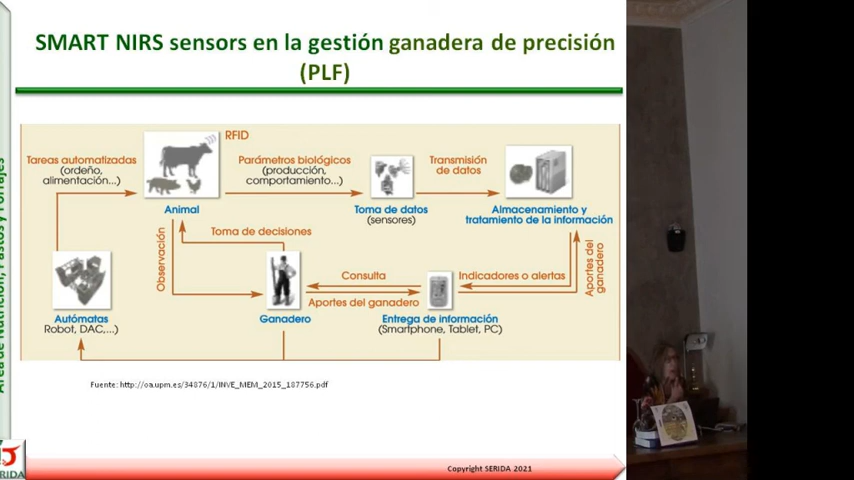 SMART NIRS sensors en la gestión ganadera de precisión
(PLF)
RFID
Tareas automatizadas
(ordeño,
alimentación...)
Parámetros biológicos
(producción,
comportamiento...)
Transmisión
de datos
Animal
Toma de datos
(sensores)
Almacenamiento y
tratamiento de la información
Observación
Toma de decisiones
Consulta
Aportes del ganadero
Indicadores o alertas
Aportes del
ganadero
Autómatas
Robot, DAC,...)
Ganadero
Entrega de información
(Smartphone, Tablet, PC)
Fuente: http://oa.upm.es/34876/1/INVE_MEM_2015_187756.pdf
Área de Nutrición, Pastos y Forrajes
SERIDA
Copyright SERIDA 2021